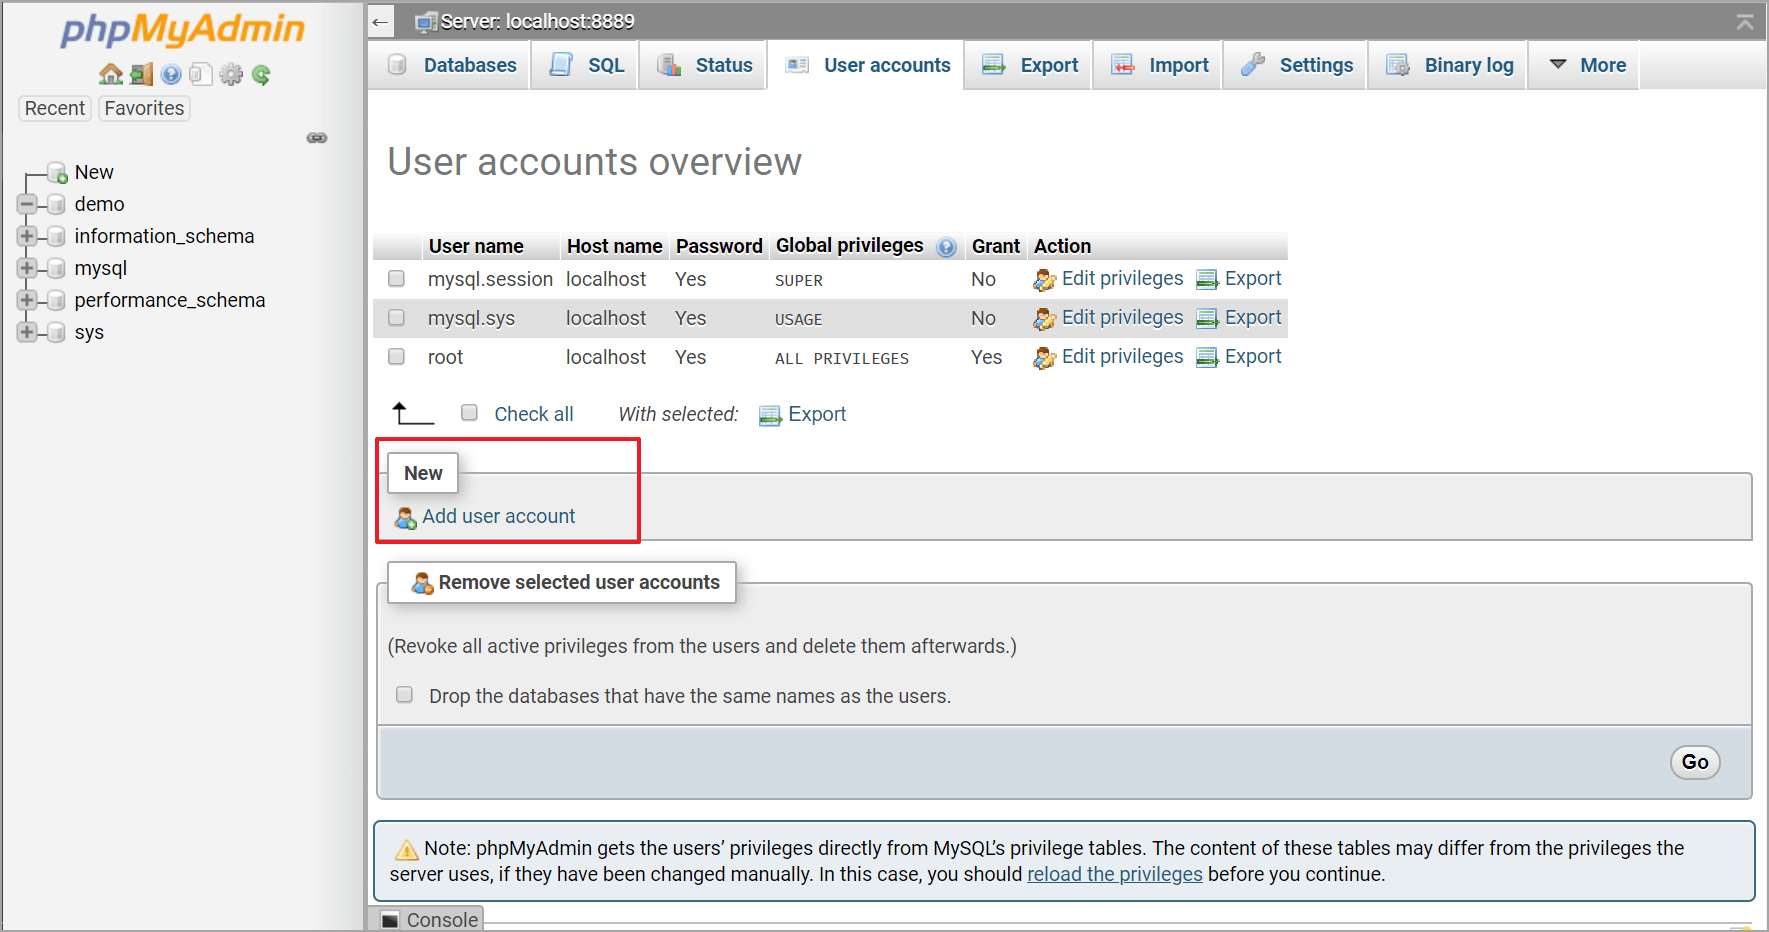 phpMyAdmin
Recent Favorites
New
demo
information_schema
mysql
performance_schema
sys
← Server: localhost:8889
Databases SQL Status User accounts Export Import Settings Binary log More
User accounts overview
User name Host name Password Global privileges Grant Action
mysql.session localhost Yes SUPER No Edit privileges Export
mysql.sys localhost Yes USAGE No Edit privileges Export
root localhost Yes ALL PRIVILEGES Yes Edit privileges Export
Check all With selected: Export
New
Add user account
Remove selected user accounts
(Revoke all active privileges from the users and delete them afterwards.)
Drop the databases that have the same names as the users.
Go
Note: phpMyAdmin gets the users’ privileges directly from MySQL’s privilege tables. The content of these tables may differ from the privileges the
server uses, if they have been changed manually. In this case, you should reload the privileges before you continue.
Console